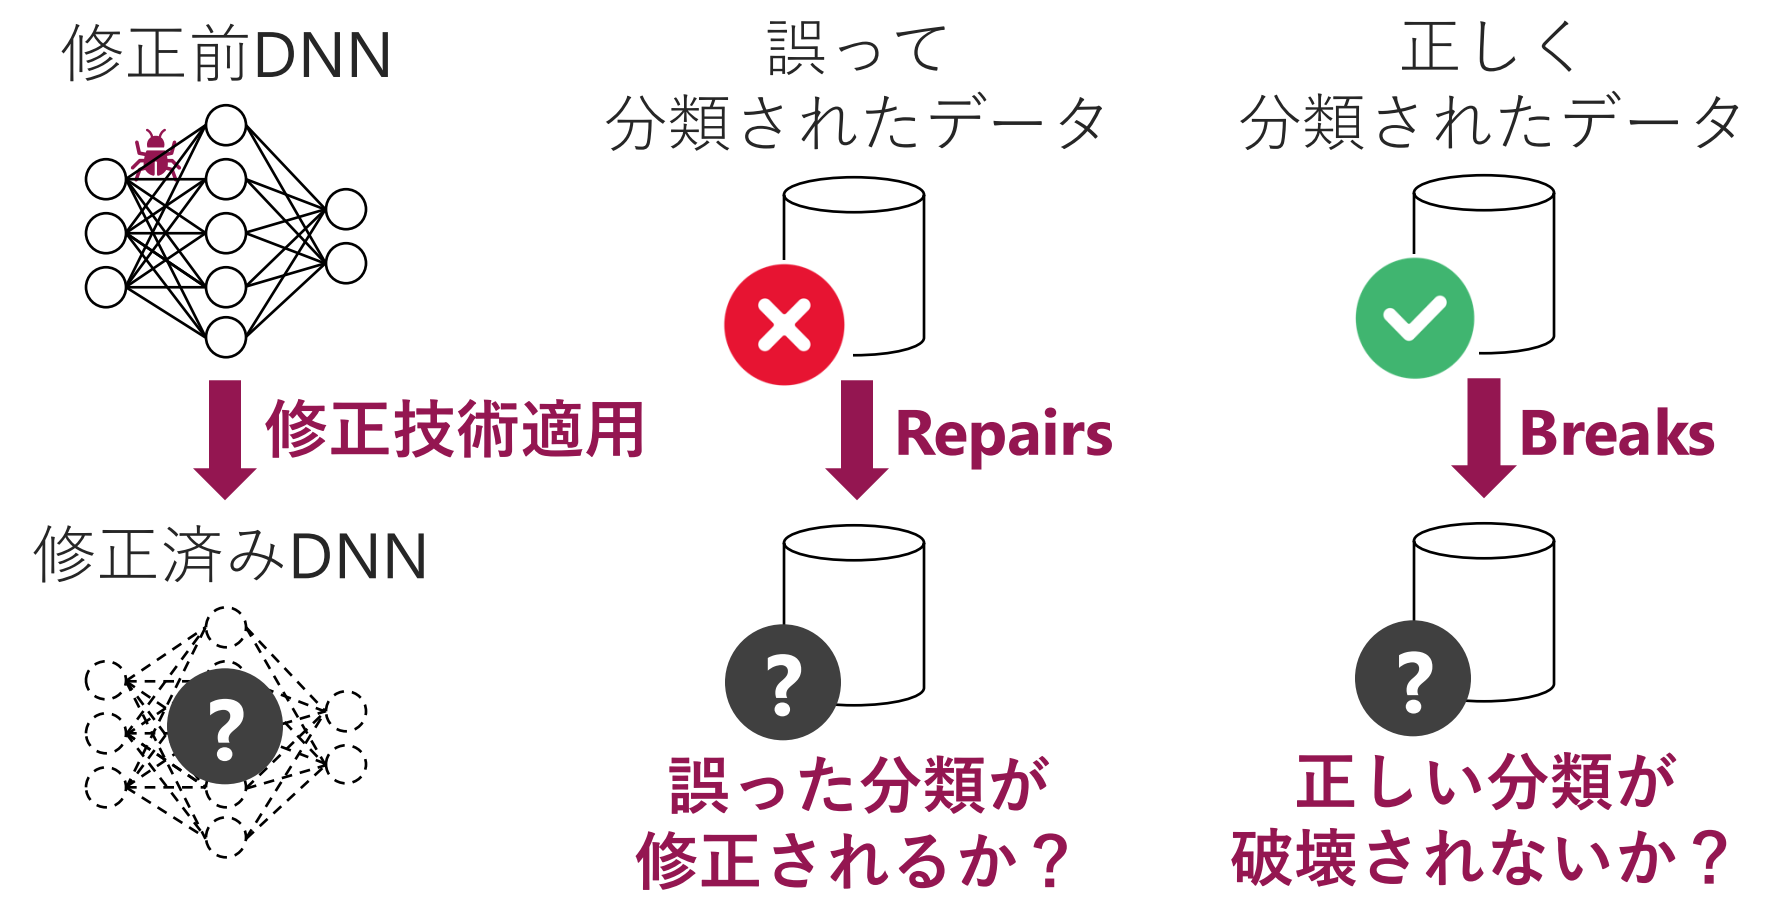 修正前DNN
誤って
分類されたデータ
正しく
分類されたデータ
修正技術適用
Repairs
Breaks
修正済みDNN
?
?
?
誤った分類が
修正されるか？
正しい分類が
破壊されないか？